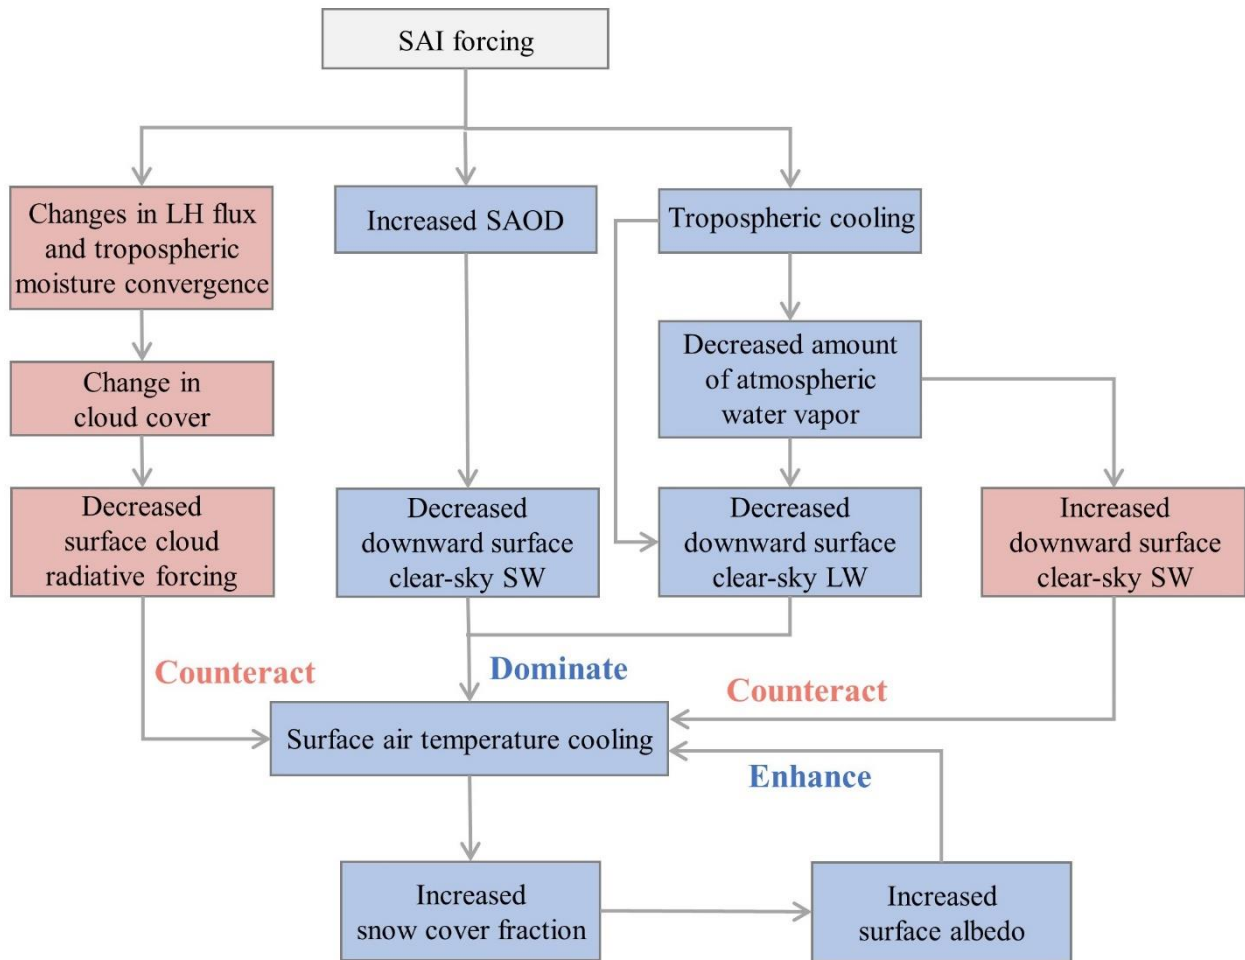 SAI forcing
Changes in LH flux
and tropospheric
moisture convergence
Increased SAOD
Tropospheric cooling
Change in
cloud cover
Decreased amount
of atmospheric
water vapor
Decreased
surface cloud
radiative forcing
Decreased
downward surface
clear-sky SW
Decreased
downward surface
clear-sky LW
Increased
downward surface
clear-sky SW
Counteract
Dominate
Counteract
Surface air temperature cooling
Enhance
Increased
snow cover fraction
Increased
surface albedo